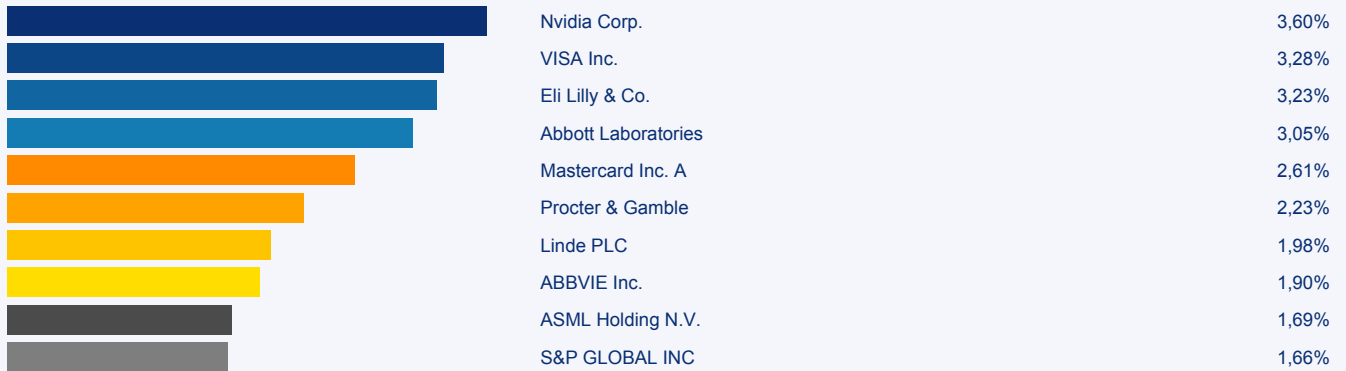 Nvidia Corp. 3,60%
VISA Inc. 3,28%
Eli Lilly & Co. 3,23%
Abbott Laboratories 3,05%
Mastercard Inc. A 2,61%
Procter & Gamble 2,23%
Linde PLC 1,98%
ABBVIE Inc. 1,90%
ASML Holding N.V. 1,69%
S&P GLOBAL INC 1,66%